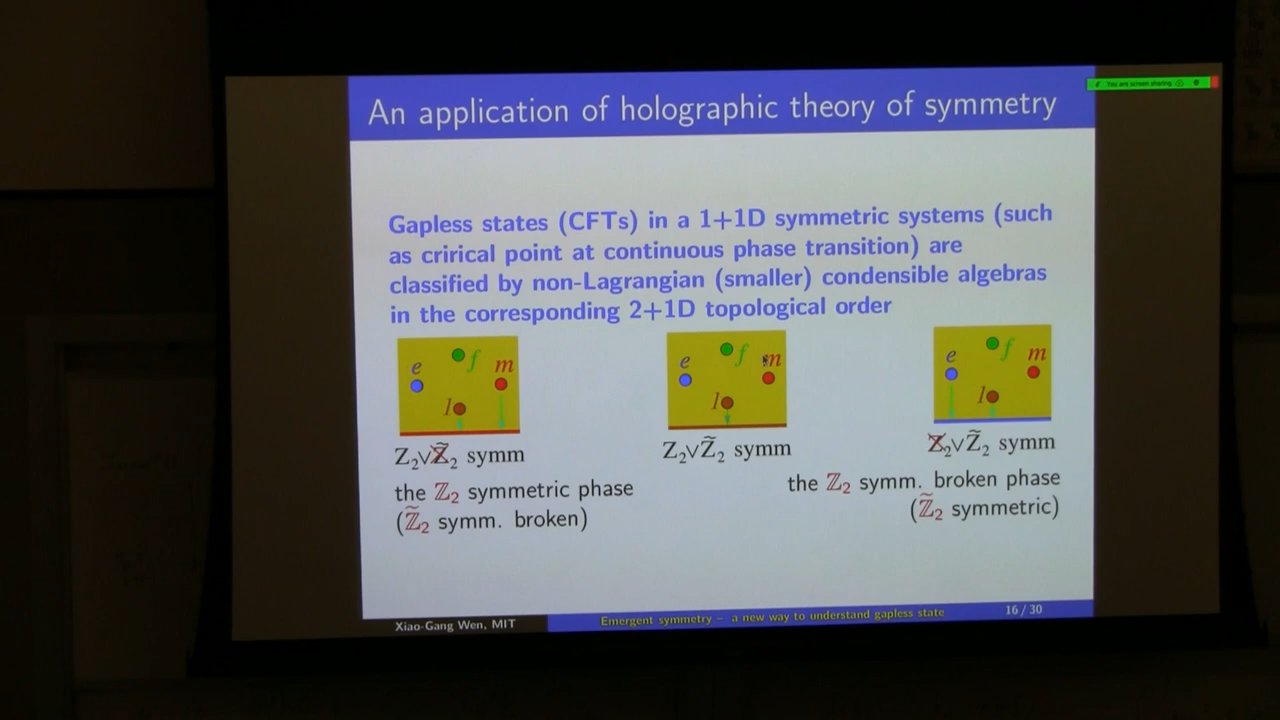 You are screen sharing
An application of holographic theory of symmetry
Gapless states (CFTs) in a 1+1D symmetric systems (such
as crirical point at continuous phase transition) are
classified by non-Lagrangian (smaller) condensible algebras
in the corresponding 2+1D topological order
e f m 1
e f m 1
e f m 1
Z₂∨Z̃₂ symm
Z₂∨Z̃₂ symm
Z₂∨Z̃₂ symm
the ℤ₂ symmetric phase
(ℤ̃₂ symm. broken)
the ℤ₂ symm. broken phase
(ℤ̃₂ symmetric)
Xiao-Gang Wen, MIT
Emergent symmetry – a new way to understand gapless state
16 / 30